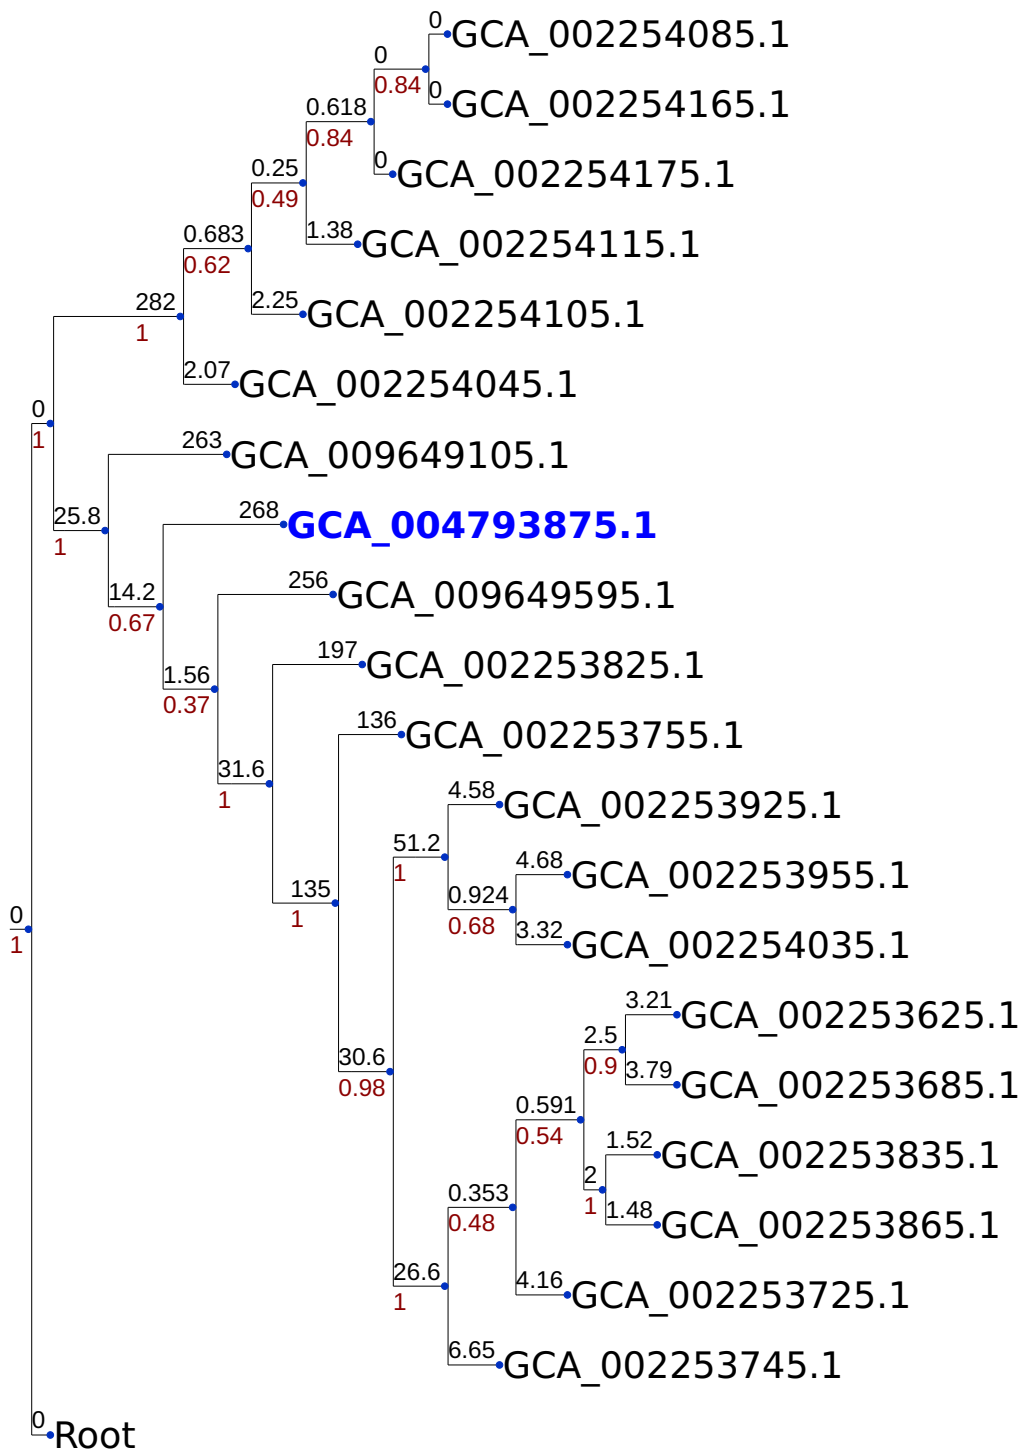 0
GCA_002254085.1
0
0.84
0
GCA_002254165.1
0.618
0.84
0
GCA_002254175.1
0.25
0.49
1.38
GCA_002254115.1
0.683
0.62
2.25
GCA_002254105.1
282
1
2.07
GCA_002254045.1
0
1
263
GCA_009649105.1
25.8
1
268
GCA_004793875.1
14.2
0.67
256
GCA_009649595.1
1.56
0.37
197
GCA_002253825.1
31.6
1
136
GCA_002253755.1
135
1
4.58
GCA_002253925.1
51.2
1
4.68
GCA_002253955.1
0.924
0.68
3.32
GCA_002254035.1
0
1
30.6
0.98
3.21
GCA_002253625.1
2.5
0.9
3.79
GCA_002253685.1
0.591
0.54
1.52
GCA_002253835.1
2
1
1.48
GCA_002253865.1
0.353
0.48
4.16
GCA_002253725.1
26.6
1
6.65
GCA_002253745.1
0
Root